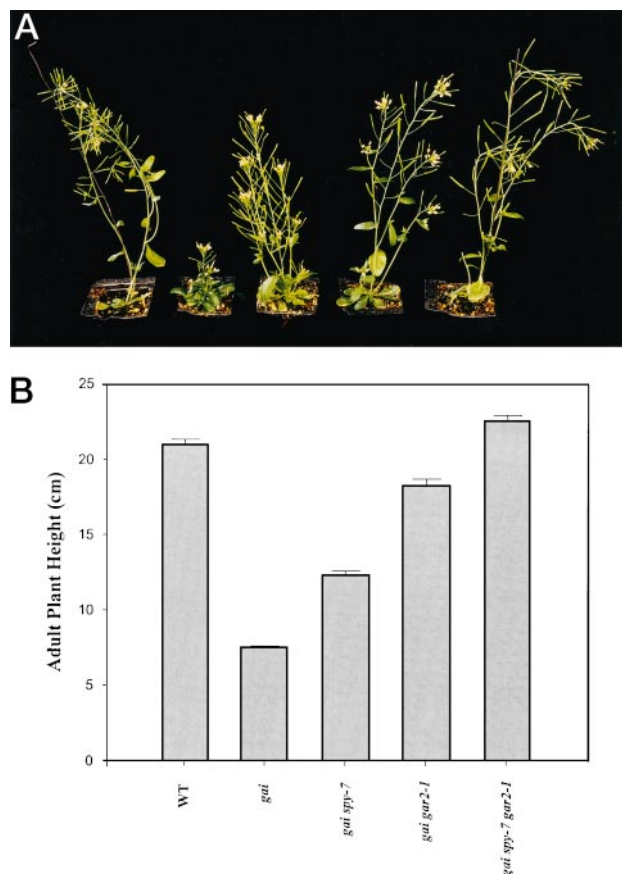 A
B
Adult Plant Height (cm)
25
20
15
10
5
0
WT
gai
gai spy-7
gai gar2-1
gai spy-7 gar2-1